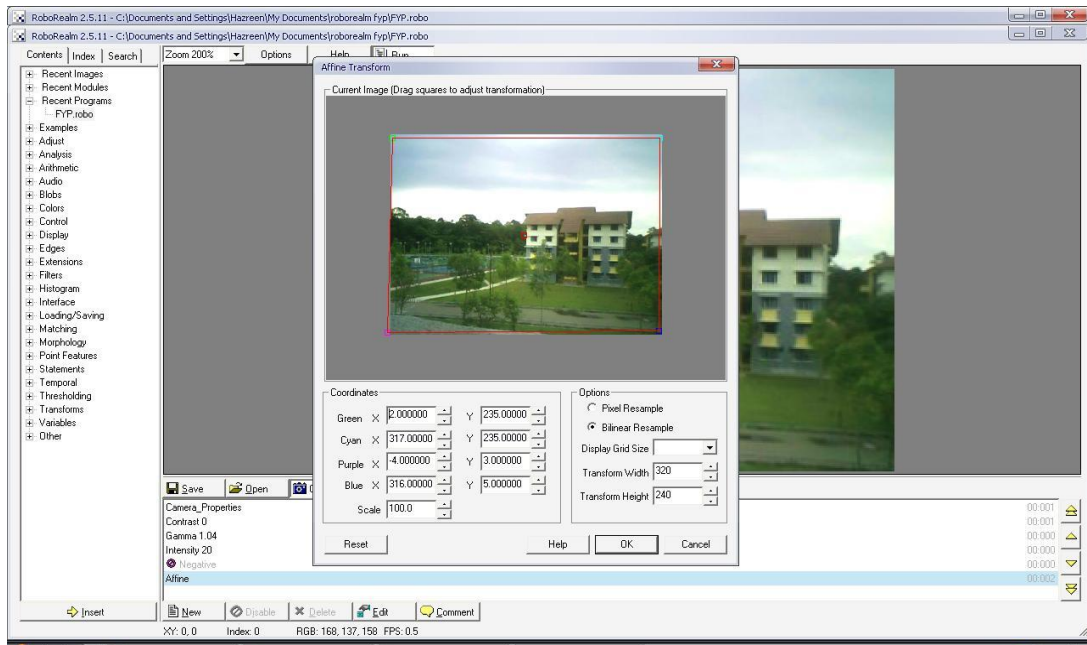 RoboRealm 2.5.11 - C:\Documents and Settings\Hazreen\My Documents\roborealm fyp\FYP.robo
RoboRealm 2.5.11 - C:\Documents and Settings\Hazreen\My Documents\roborealm fyp\FYP.robo
Contents Index Search Zoom 200% Options Help Run
Recent Images
Recent Modules
Recent Programs
FYP.robo
Examples
Adjust
Analysis
Arithmetic
Audio
Blobs
Colors
Control
Display
Edges
Extensions
Filters
Histogram
Interface
Loading/Saving
Matching
Morphology
Point Features
Statements
Temporal
Thresholding
Transforms
Variables
Other
Affine Transform
Current Image (Drag squares to adjust transformation)
Coordinates
Green X 2.000000 Y 235.00000
Cyan X 317.00000 Y 235.00000
Purple X -4.000000 Y 3.000000
Blue X 316.00000 Y 5.000000
Scale 100.0
Options
Pixel Resample
Bilinear Resample
Display Grid Size
Transform Width 320
Transform Height 240
Reset Help OK Cancel
Save Open
Camera_Properties 00:001
Contrast 0 00:001
Gamma 1.04 00:000
Intensity 20 00:000
Negative 00:000
Affine 00:002
Insert New Disable Delete Edit Comment
XY: 0, 0 Index: 0 RGB: 168, 137, 158 FPS: 0.5